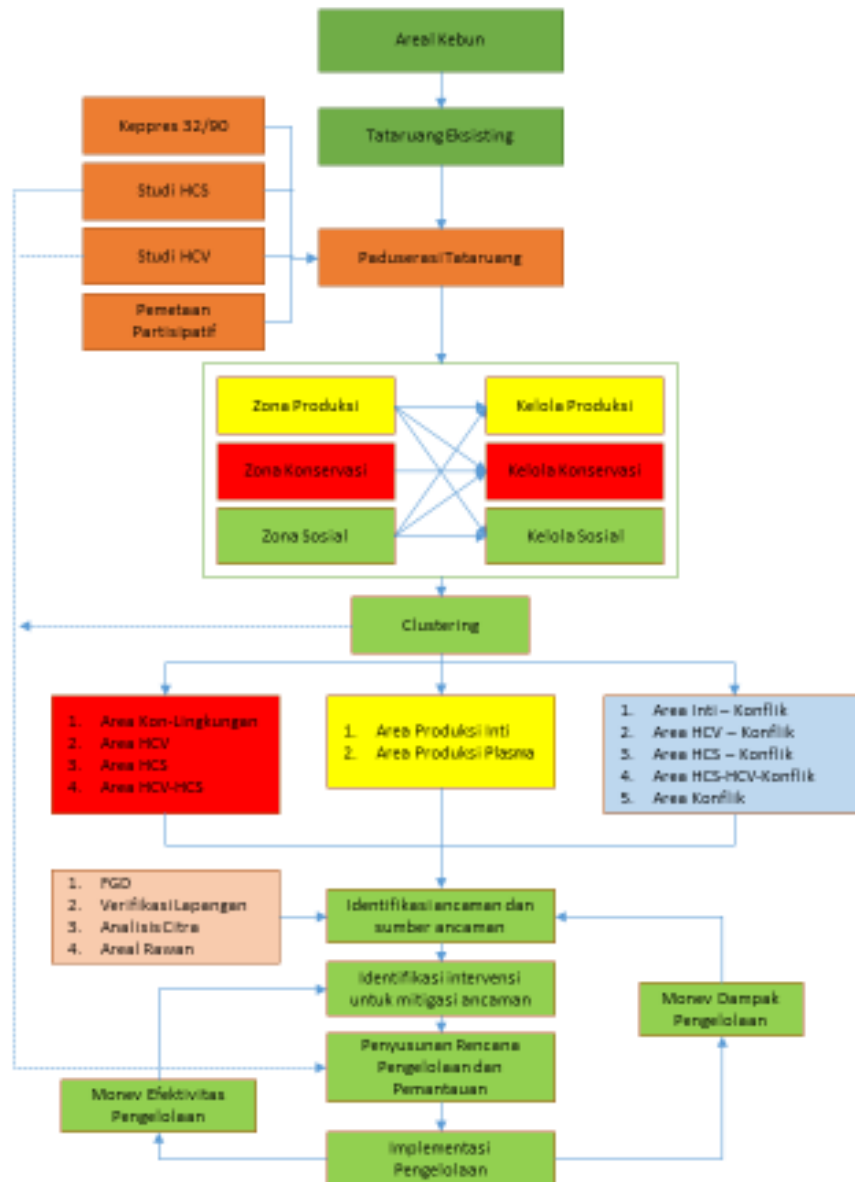 Areal Kebun
Keppres 32/90
Tataruang Eksisting
Studi HCS
Studi HCV
Paduserasi Tataruang
Pemetaan
Partisipatif
Zona Produksi
Kelola Produksi
Zona Konservasi
Kelola Konservasi
Zona Sosial
Kelola Sosial
Clustering
1. Area Kon-Lingkungan
2. Area HCV
3. Area HCS
4. Area HCV-HCS
1. Area Produksi Inti
2. Area Produksi Plasma
1. Area Inti – Konflik
2. Area HCV – Konflik
3. Area HCS – Konflik
4. Area HCS-HCV-Konflik
5. Area Konflik
1. FGD
2. Verifikasi Lapangan
3. Analisis Citra
4. Areal Rawan
Identifikasi ancaman dan
sumber ancaman
Identifikasi intervensi
untuk mitigasi ancaman
Monev Dampak
Pengelolaan
Penyusunan Rencana
Pengelolaan dan
Pemantauan
Monev Efektivitas
Pengelolaan
Implementasi
Pengelolaan